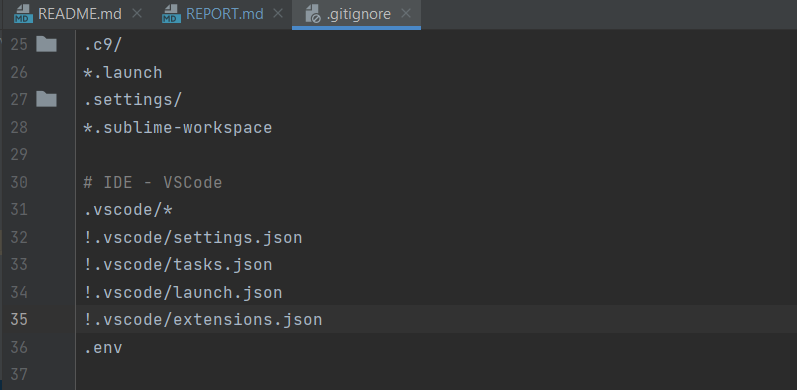 README.md REPORT.md .gitignore
25 .c9/
26 *.launch
27 .settings/
28 *.sublime-workspace
29
30 # IDE - VSCode
31 .vscode/*
32 !.vscode/settings.json
33 !.vscode/tasks.json
34 !.vscode/launch.json
35 !.vscode/extensions.json
36 .env
37